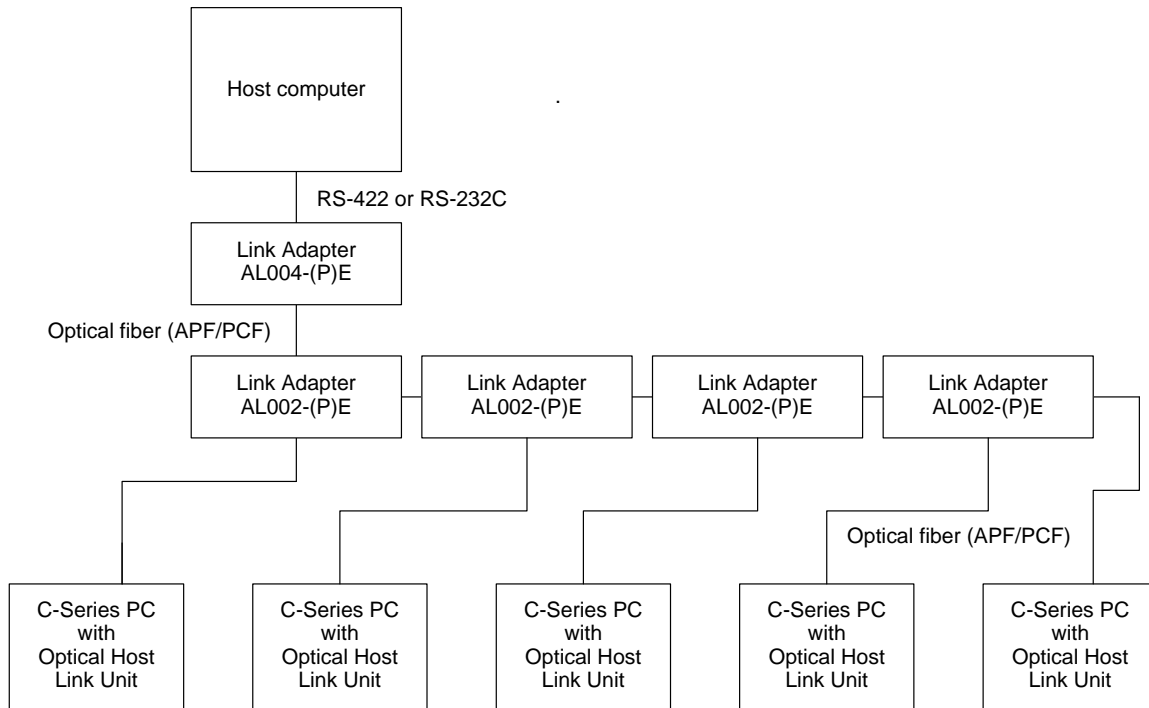 Host computer
.
RS-422 or RS-232C
Link Adapter
AL004-(P)E
Optical fiber (APF/PCF)
Link Adapter
AL002-(P)E
Link Adapter
AL002-(P)E
Link Adapter
AL002-(P)E
Link Adapter
AL002-(P)E
Optical fiber (APF/PCF)
C-Series PC
with
Optical Host
Link Unit
C-Series PC
with
Optical Host
Link Unit
C-Series PC
with
Optical Host
Link Unit
C-Series PC
with
Optical Host
Link Unit
C-Series PC
with
Optical Host
Link Unit